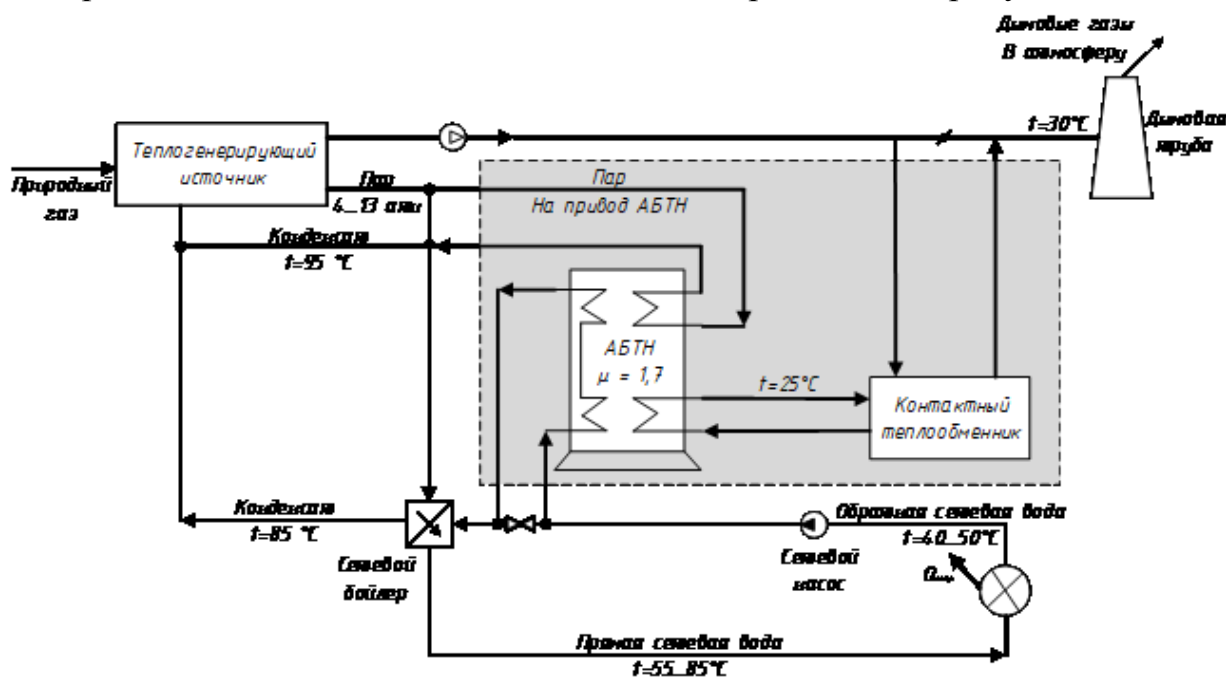 Дымовые газы
В атмосферу
t=30°C
Дымовая
труба
Теплогенерирующий
источник
Природный
газ
Пар
4...13 ати
Пар
На привод АБТН
Конденсат
t=95 °C
АБТН
μ = 1,7
t=25°C
Контактный
теплообменник
Конденсат
t=85 °C
Сетевой
бойлер
Обратная сетевая вода
t=40...50°C
Сетевой
насос
Прямая сетевая вода
t=55...85°C